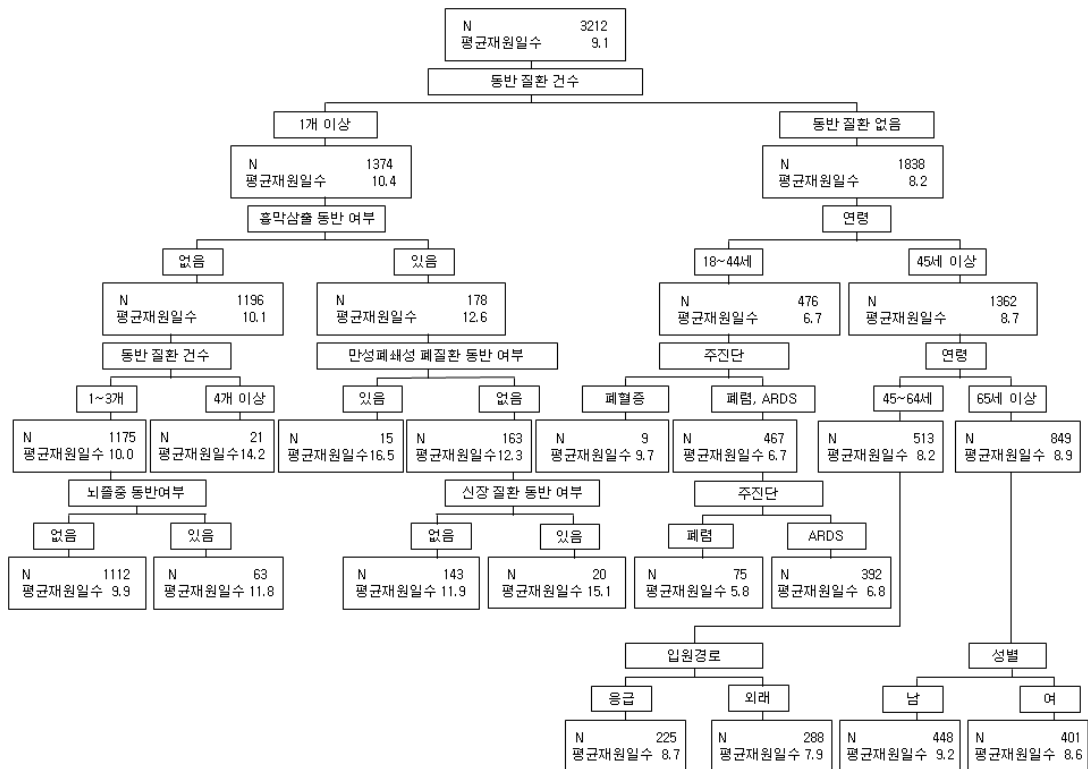 N 3212
평균재원일수 9.1
동반 질환 건수
1개 이상
동반 질환 없음
N 1374
평균재원일수 10.4
N 1838
평균재원일수 8.2
흉막삼출 동반 여부
연령
없음
있음
18~44세
45세 이상
N 1196
평균재원일수 10.1
N 178
평균재원일수 12.6
N 476
평균재원일수 6.7
N 1362
평균재원일수 8.7
동반 질환 건수
만성폐쇄성 폐질환 동반 여부
주진단
연령
1~3개
4개 이상
있음
없음
폐혈증
폐렴, ARDS
45~64세
65세 이상
N 1175
평균재원일수 10.0
N 21
평균재원일수 14.2
N 15
평균재원일수 16.5
N 163
평균재원일수 12.3
N 9
평균재원일수 9.7
N 467
평균재원일수 6.7
N 513
평균재원일수 8.2
N 849
평균재원일수 8.9
뇌졸중 동반여부
신장 질환 동반 여부
주진단
없음
있음
없음
있음
폐렴
ARDS
N 1112
평균재원일수 9.9
N 63
평균재원일수 11.8
N 143
평균재원일수 11.9
N 20
평균재원일수 15.1
N 75
평균재원일수 5.8
N 392
평균재원일수 6.8
입원경로
성별
응급
외래
남
여
N 225
평균재원일수 8.7
N 288
평균재원일수 7.9
N 448
평균재원일수 9.2
N 401
평균재원일수 8.6